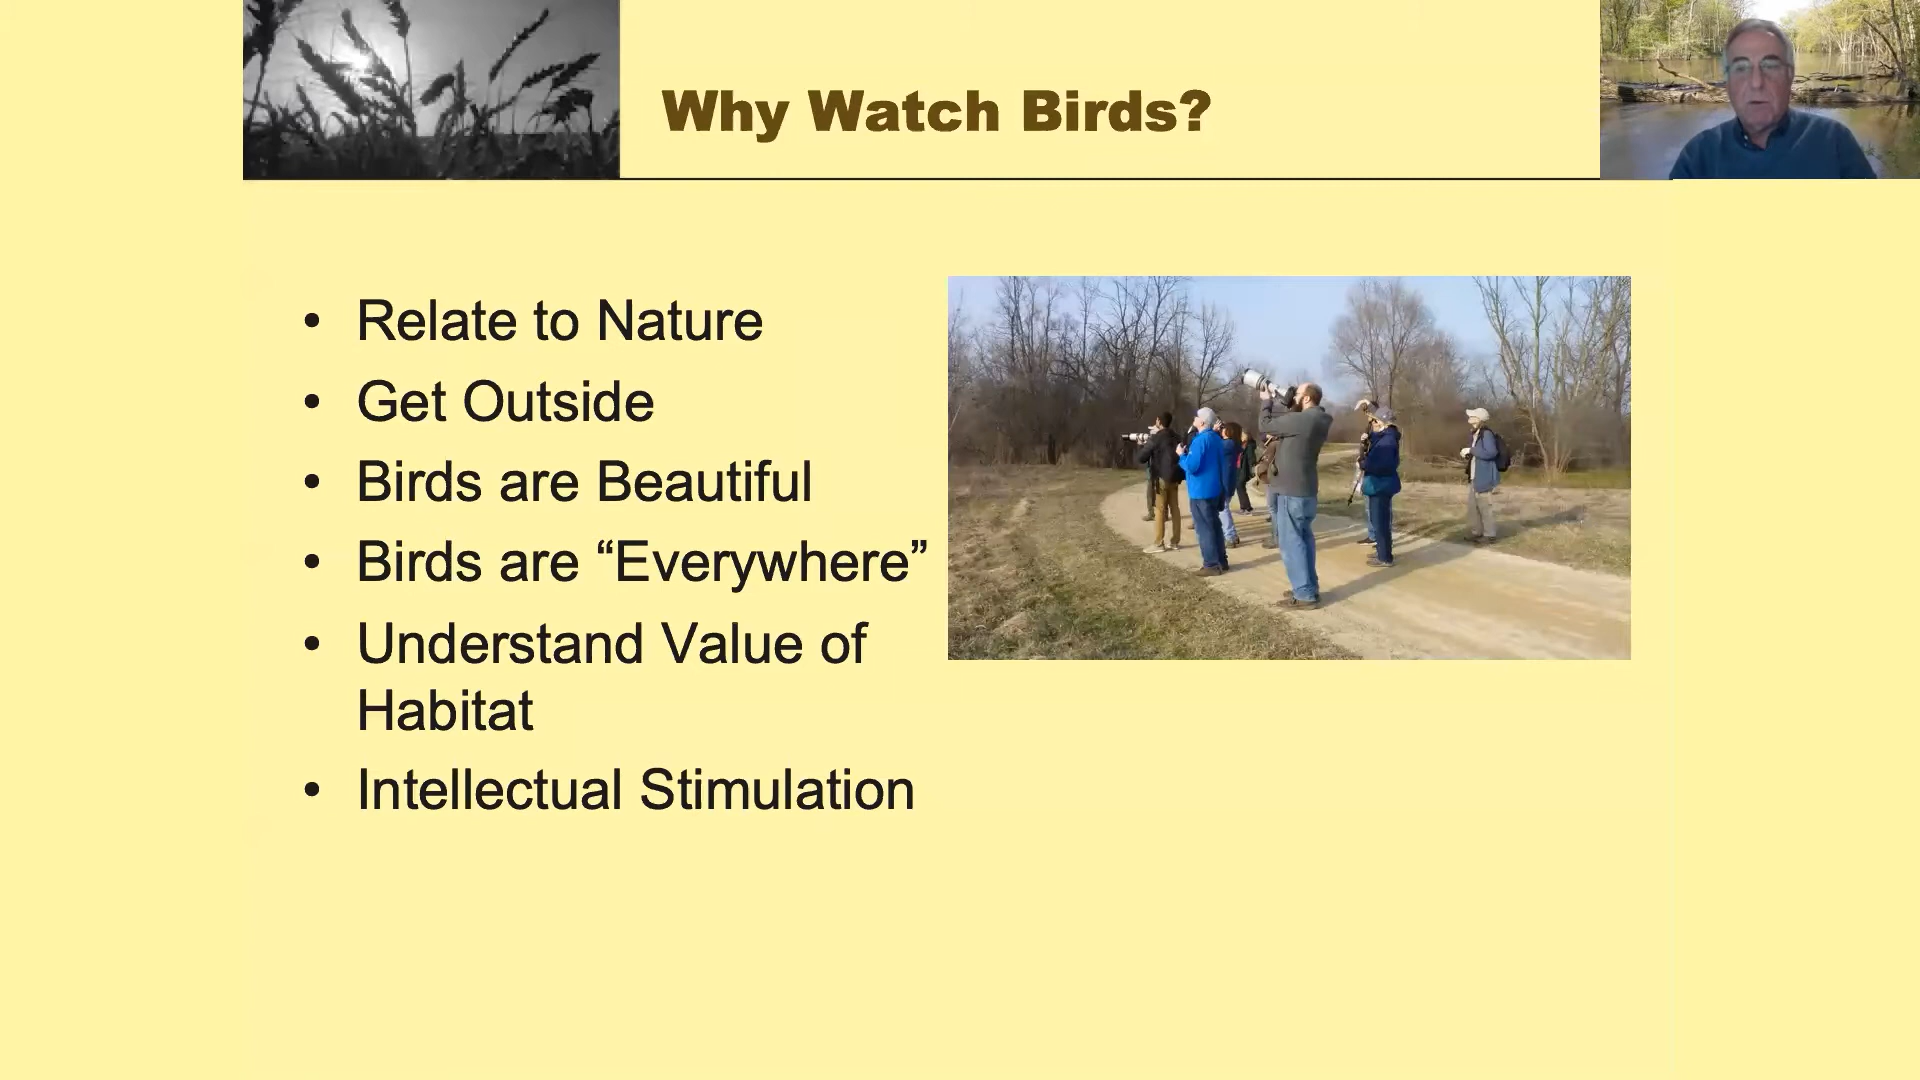 Why Watch Birds?
• Relate to Nature
• Get Outside
• Birds are Beautiful
• Birds are “Everywhere”
• Understand Value of
Habitat
• Intellectual Stimulation